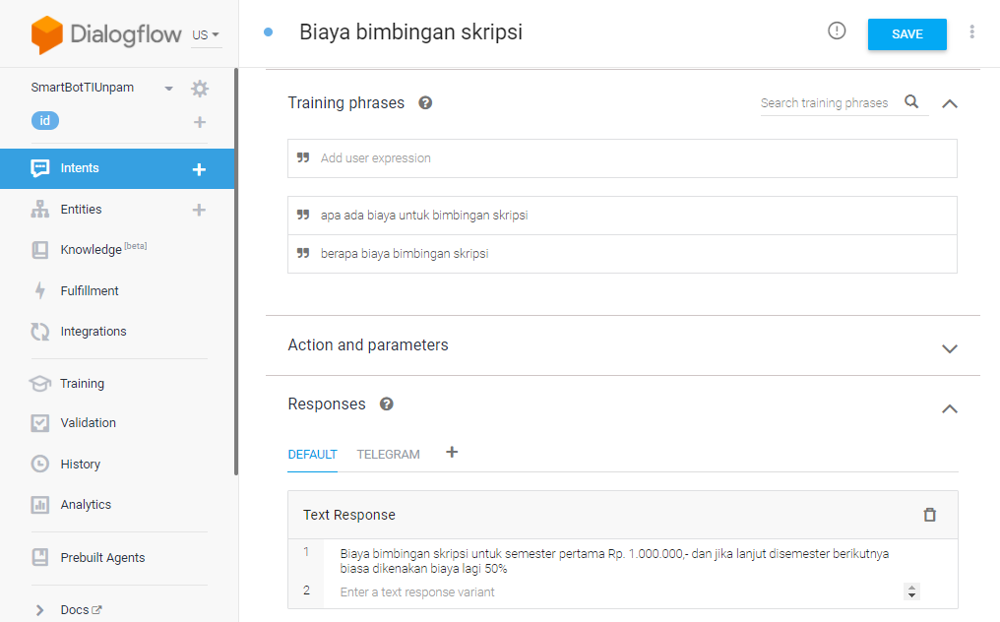 Dialogflow
US
SmartBotTIUnpam
id
Intents
Entities
Knowledge [beta]
Fulfillment
Integrations
Training
Validation
History
Analytics
Prebuilt Agents
Docs
Biaya bimbingan skripsi
SAVE
Training phrases
Search training phrases
Add user expression
apa ada biaya untuk bimbingan skripsi
berapa biaya bimbingan skripsi
Action and parameters
Responses
DEFAULT
TELEGRAM
Text Response
1
Biaya bimbingan skripsi untuk semester pertama Rp. 1.000.000,- dan jika lanjut disemester berikutnya
biasa dikenakan biaya lagi 50%
2
Enter a text response variant